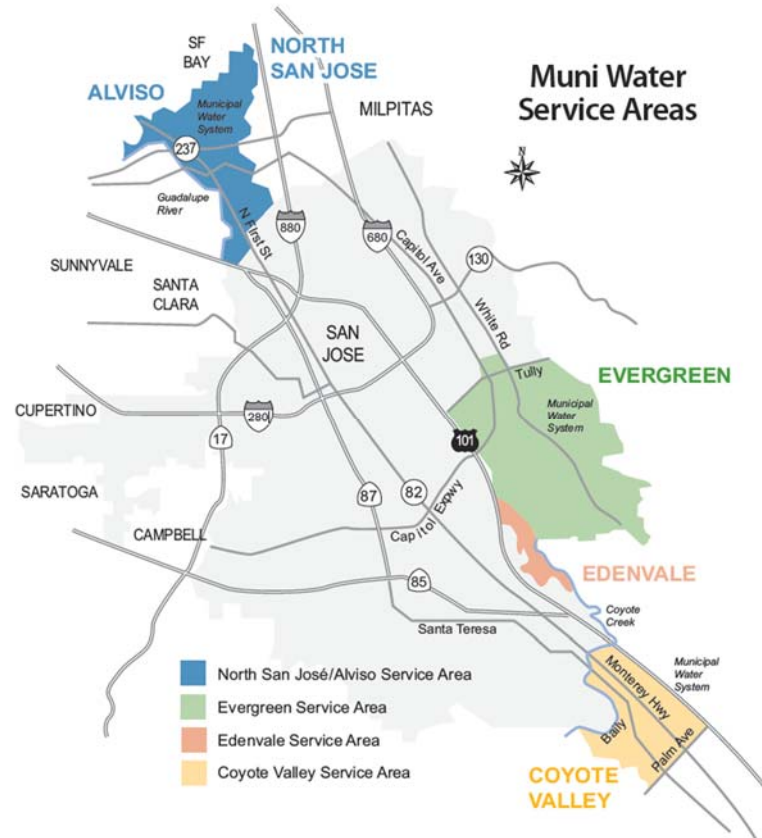 SF
BAY
NORTH
SAN JOSE
ALVISO
Municipal
Water
System
MILPITAS
Muni Water
Service Areas
N
237
Guadalupe
River
N First St
880
680
Capitol Ave
130
SUNNYVALE
SANTA
CLARA
White Rd
SAN
JOSE
Tully
EVERGREEN
Municipal
Water
System
CUPERTINO
280
17
101
SARATOGA
87
82
Capitol Expwy
CAMPBELL
EDENVALE
85
Coyote
Creek
Santa Teresa
Municipal
Water
System
Monterey Hwy
Bailly
Palm Ave
North San José/Alviso Service Area
Evergreen Service Area
Edenvale Service Area
Coyote Valley Service Area
COYOTE
VALLEY